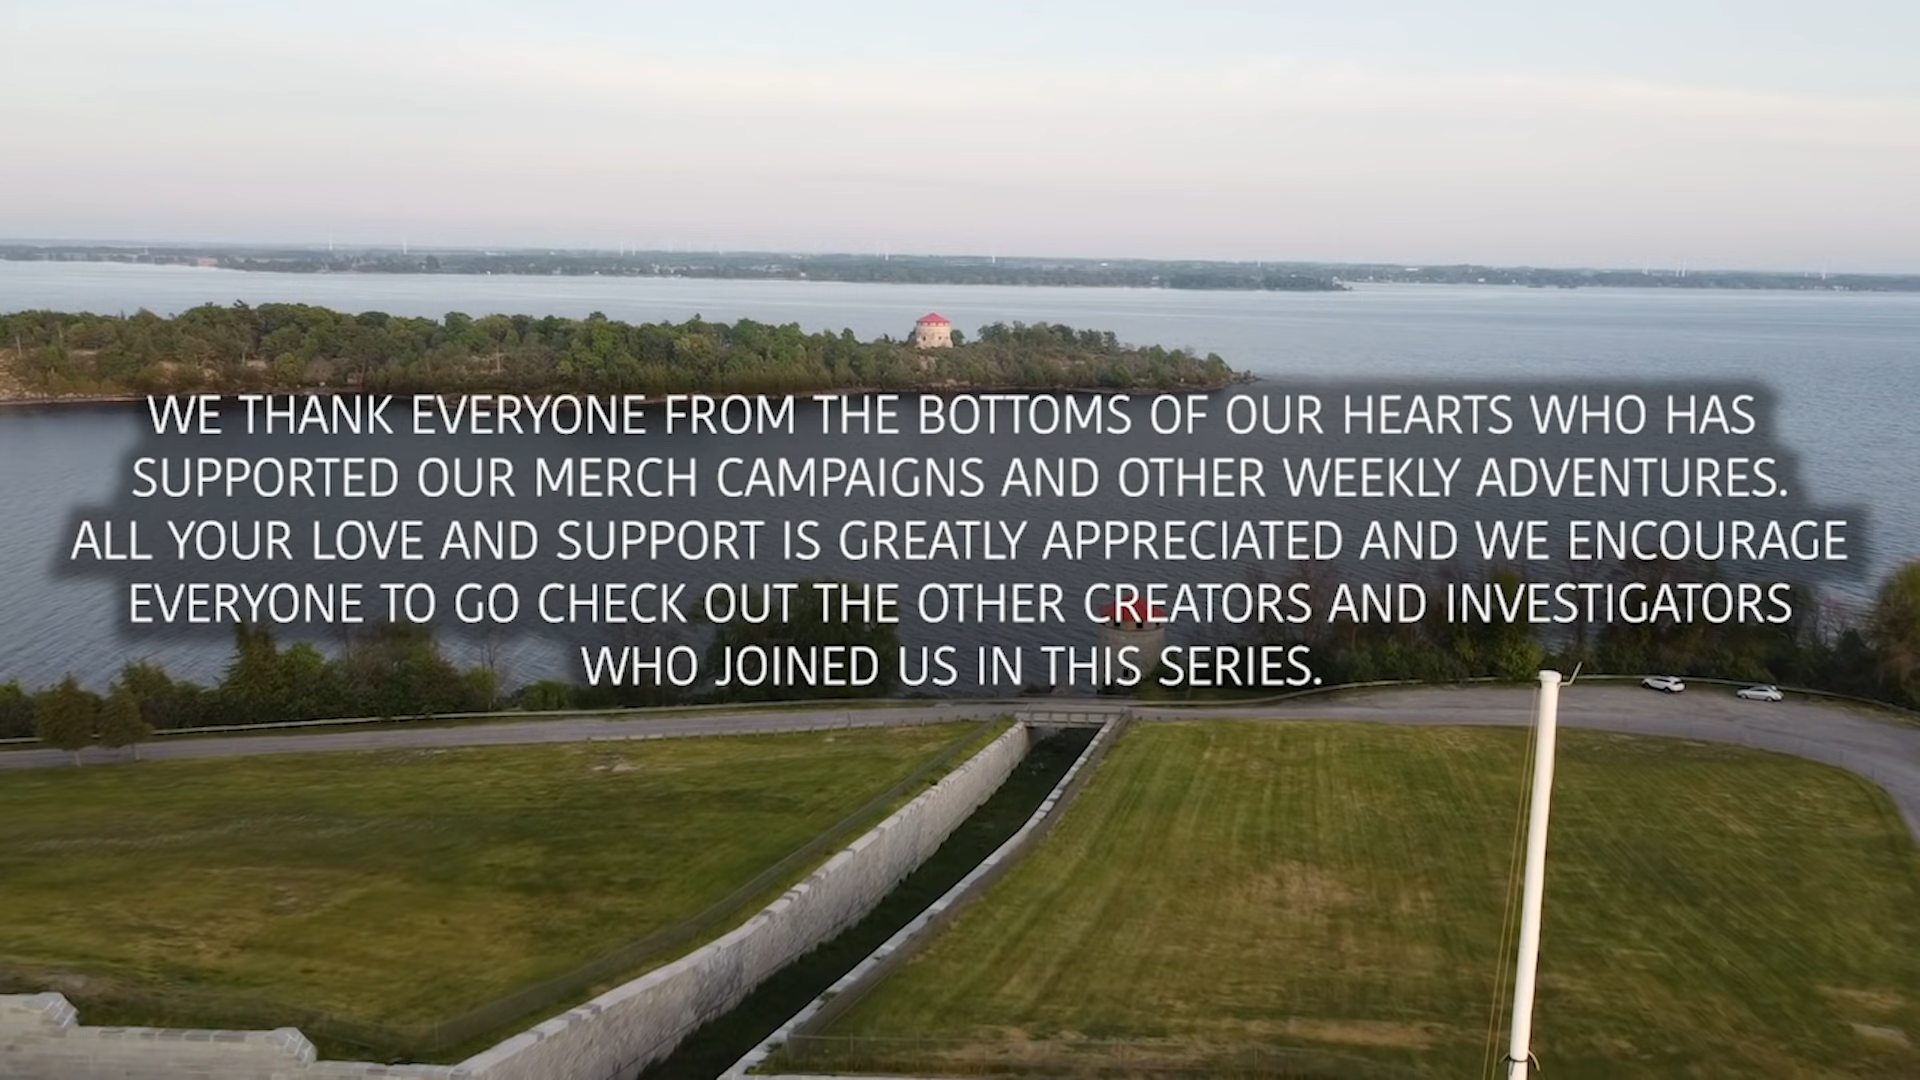 WE THANK EVERYONE FROM THE BOTTOMS OF OUR HEARTS WHO HAS
SUPPORTED OUR MERCH CAMPAIGNS AND OTHER WEEKLY ADVENTURES.
ALL YOUR LOVE AND SUPPORT IS GREATLY APPRECIATED AND WE ENCOURAGE
EVERYONE TO GO CHECK OUT THE OTHER CREATORS AND INVESTIGATORS
WHO JOINED US IN THIS SERIES.